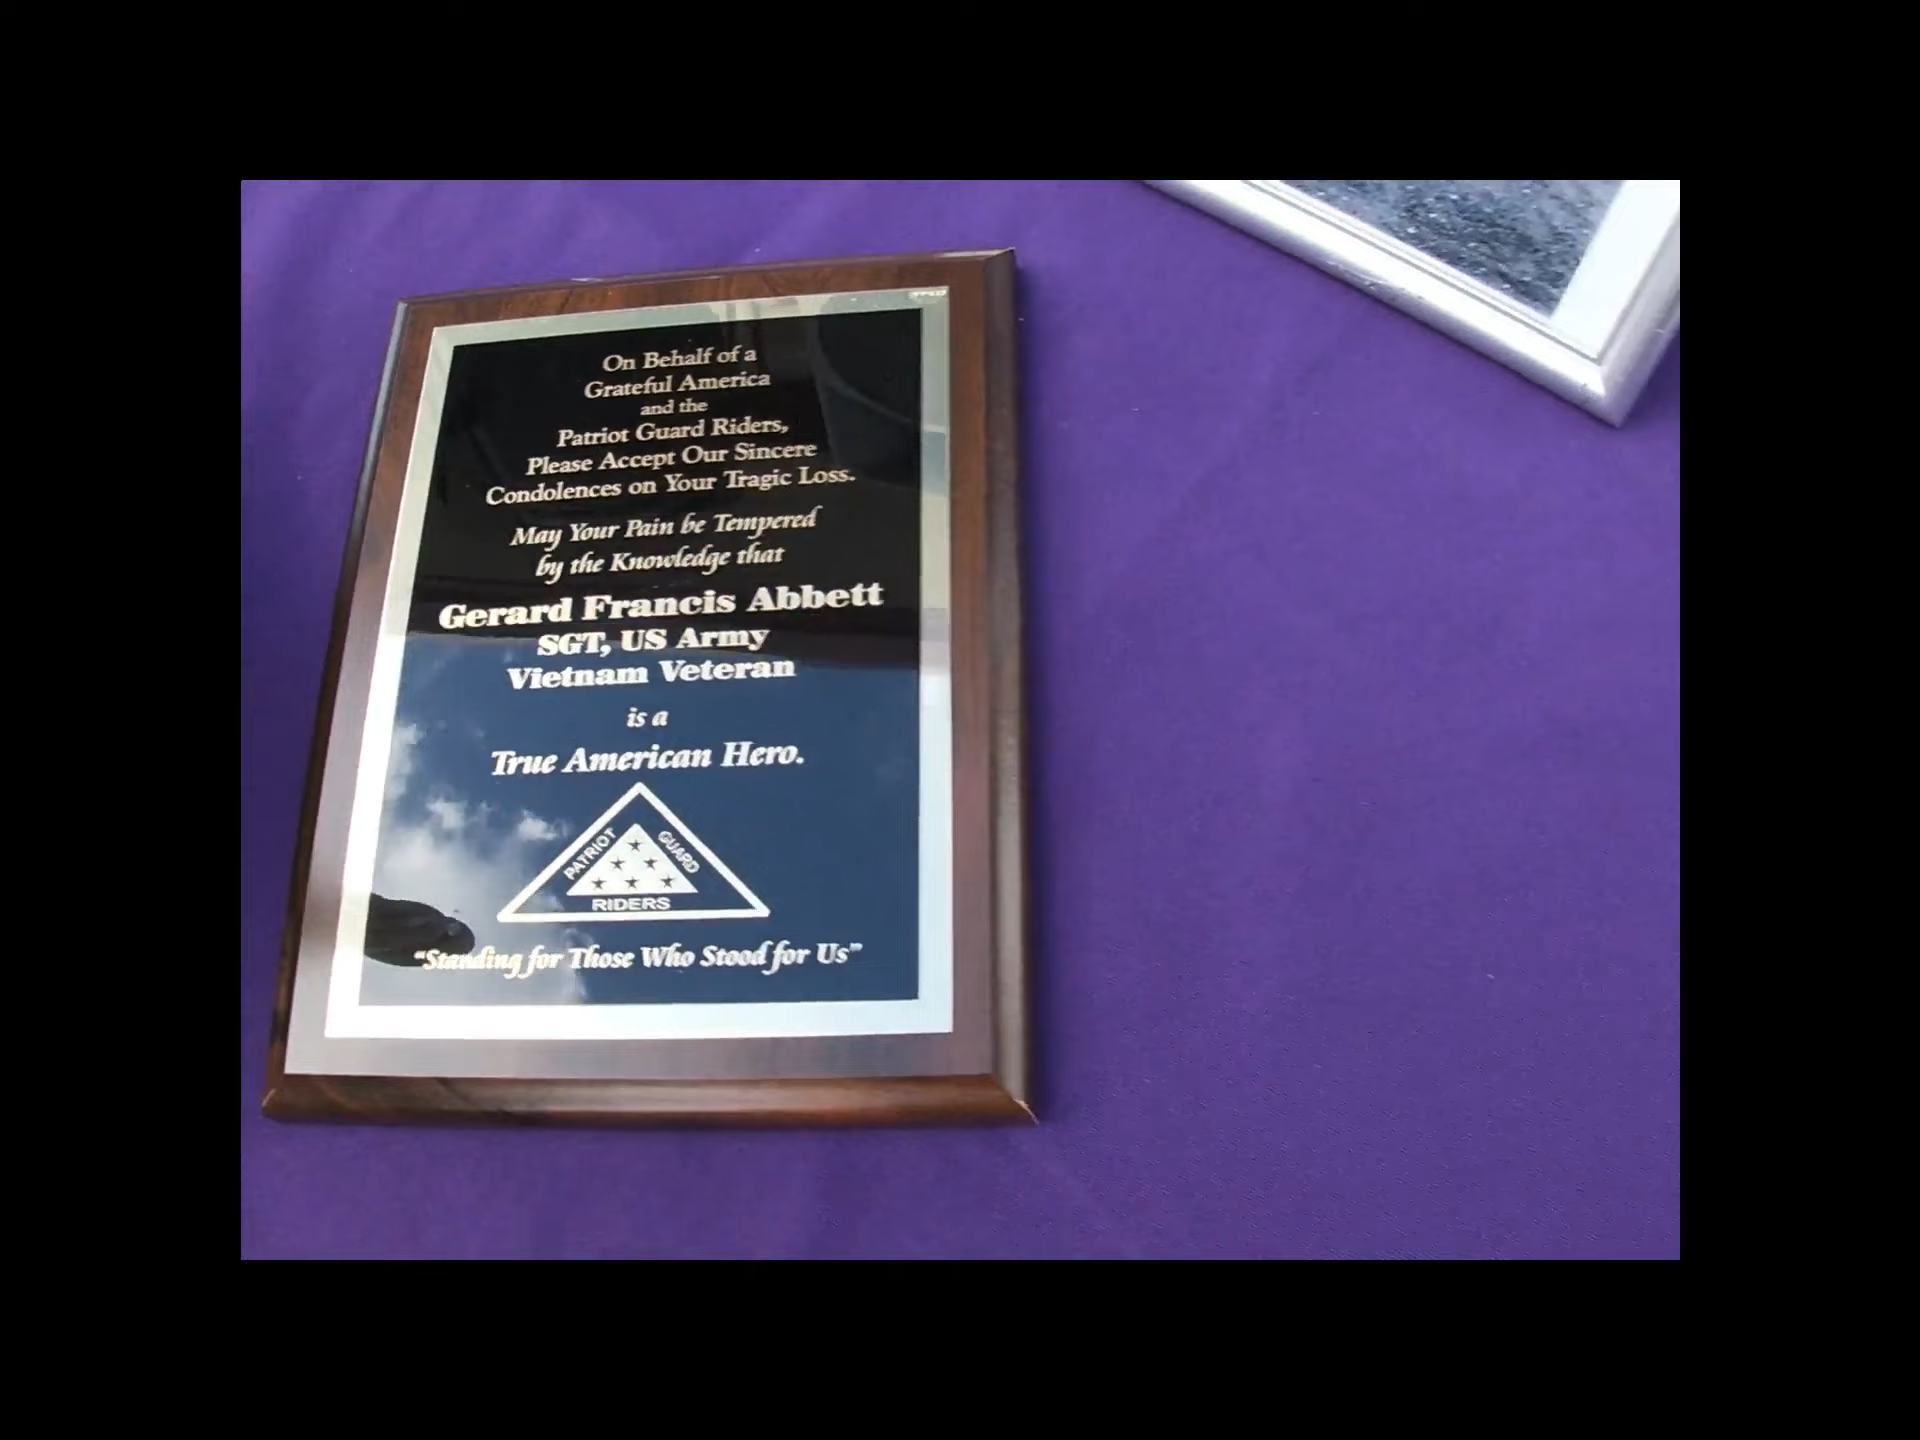 On Behalf of a
Grateful America
and the
Patriot Guard Riders,
Please Accept Our Sincere
Condolences on Your Tragic Loss.
May Your Pain be Tempered
by the Knowledge that
Gerard Francis Abbett
SGT, US Army
Vietnam Veteran
is a
True American Hero.
PATRIOT GUARD
RIDERS
“Standing for Those Who Stood for Us”